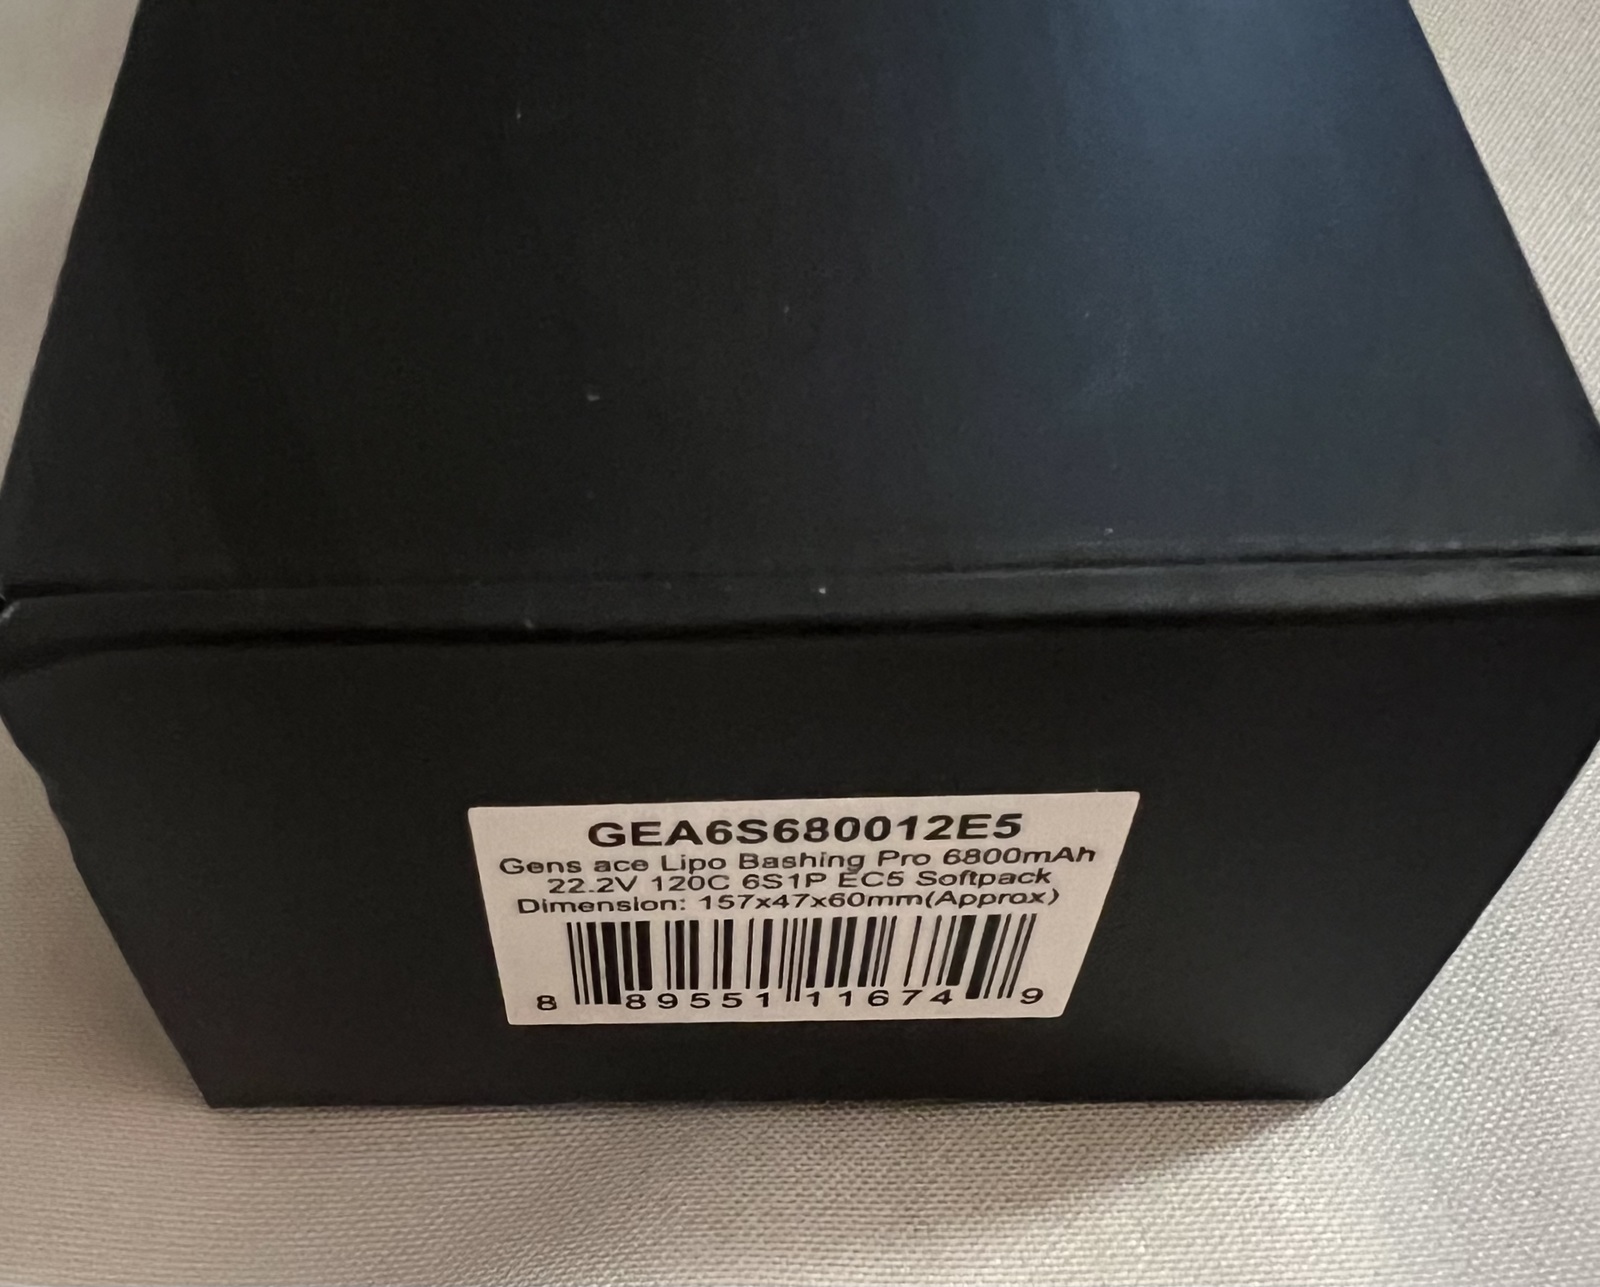 GEA6S680012E5
Gens ace Lipo Bashing Pro 6800mAh
22.2V 120C 6S1P EC5 Softpack
Dimension: 157x47x60mm(Approx)
8 89551 11674 9